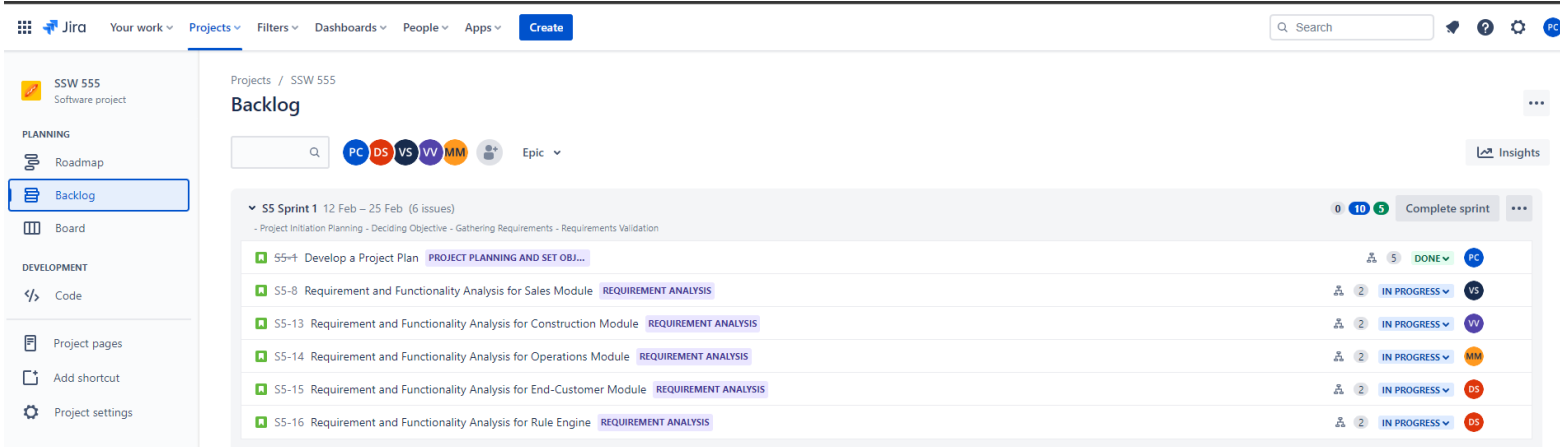 Jira Your work Projects Filters Dashboards People Apps Create Search PC
SSW 555
Software project
PLANNING
Roadmap
Backlog
Board
DEVELOPMENT
Code
Project pages
Add shortcut
Project settings
Projects / SSW 555
Backlog
PC DS VS VV MM Epic Insights
S5 Sprint 1 12 Feb – 25 Feb (6 issues) 0 10 5 Complete sprint
- Project Initiation Planning - Deciding Objective - Gathering Requirements - Requirements Validation
S5-1 Develop a Project Plan PROJECT PLANNING AND SET OBJ... 5 DONE PC
S5-8 Requirement and Functionality Analysis for Sales Module REQUIREMENT ANALYSIS 2 IN PROGRESS VS
S5-13 Requirement and Functionality Analysis for Construction Module REQUIREMENT ANALYSIS 2 IN PROGRESS VV
S5-14 Requirement and Functionality Analysis for Operations Module REQUIREMENT ANALYSIS 2 IN PROGRESS MM
S5-15 Requirement and Functionality Analysis for End-Customer Module REQUIREMENT ANALYSIS 2 IN PROGRESS DS
S5-16 Requirement and Functionality Analysis for Rule Engine REQUIREMENT ANALYSIS 2 IN PROGRESS DS